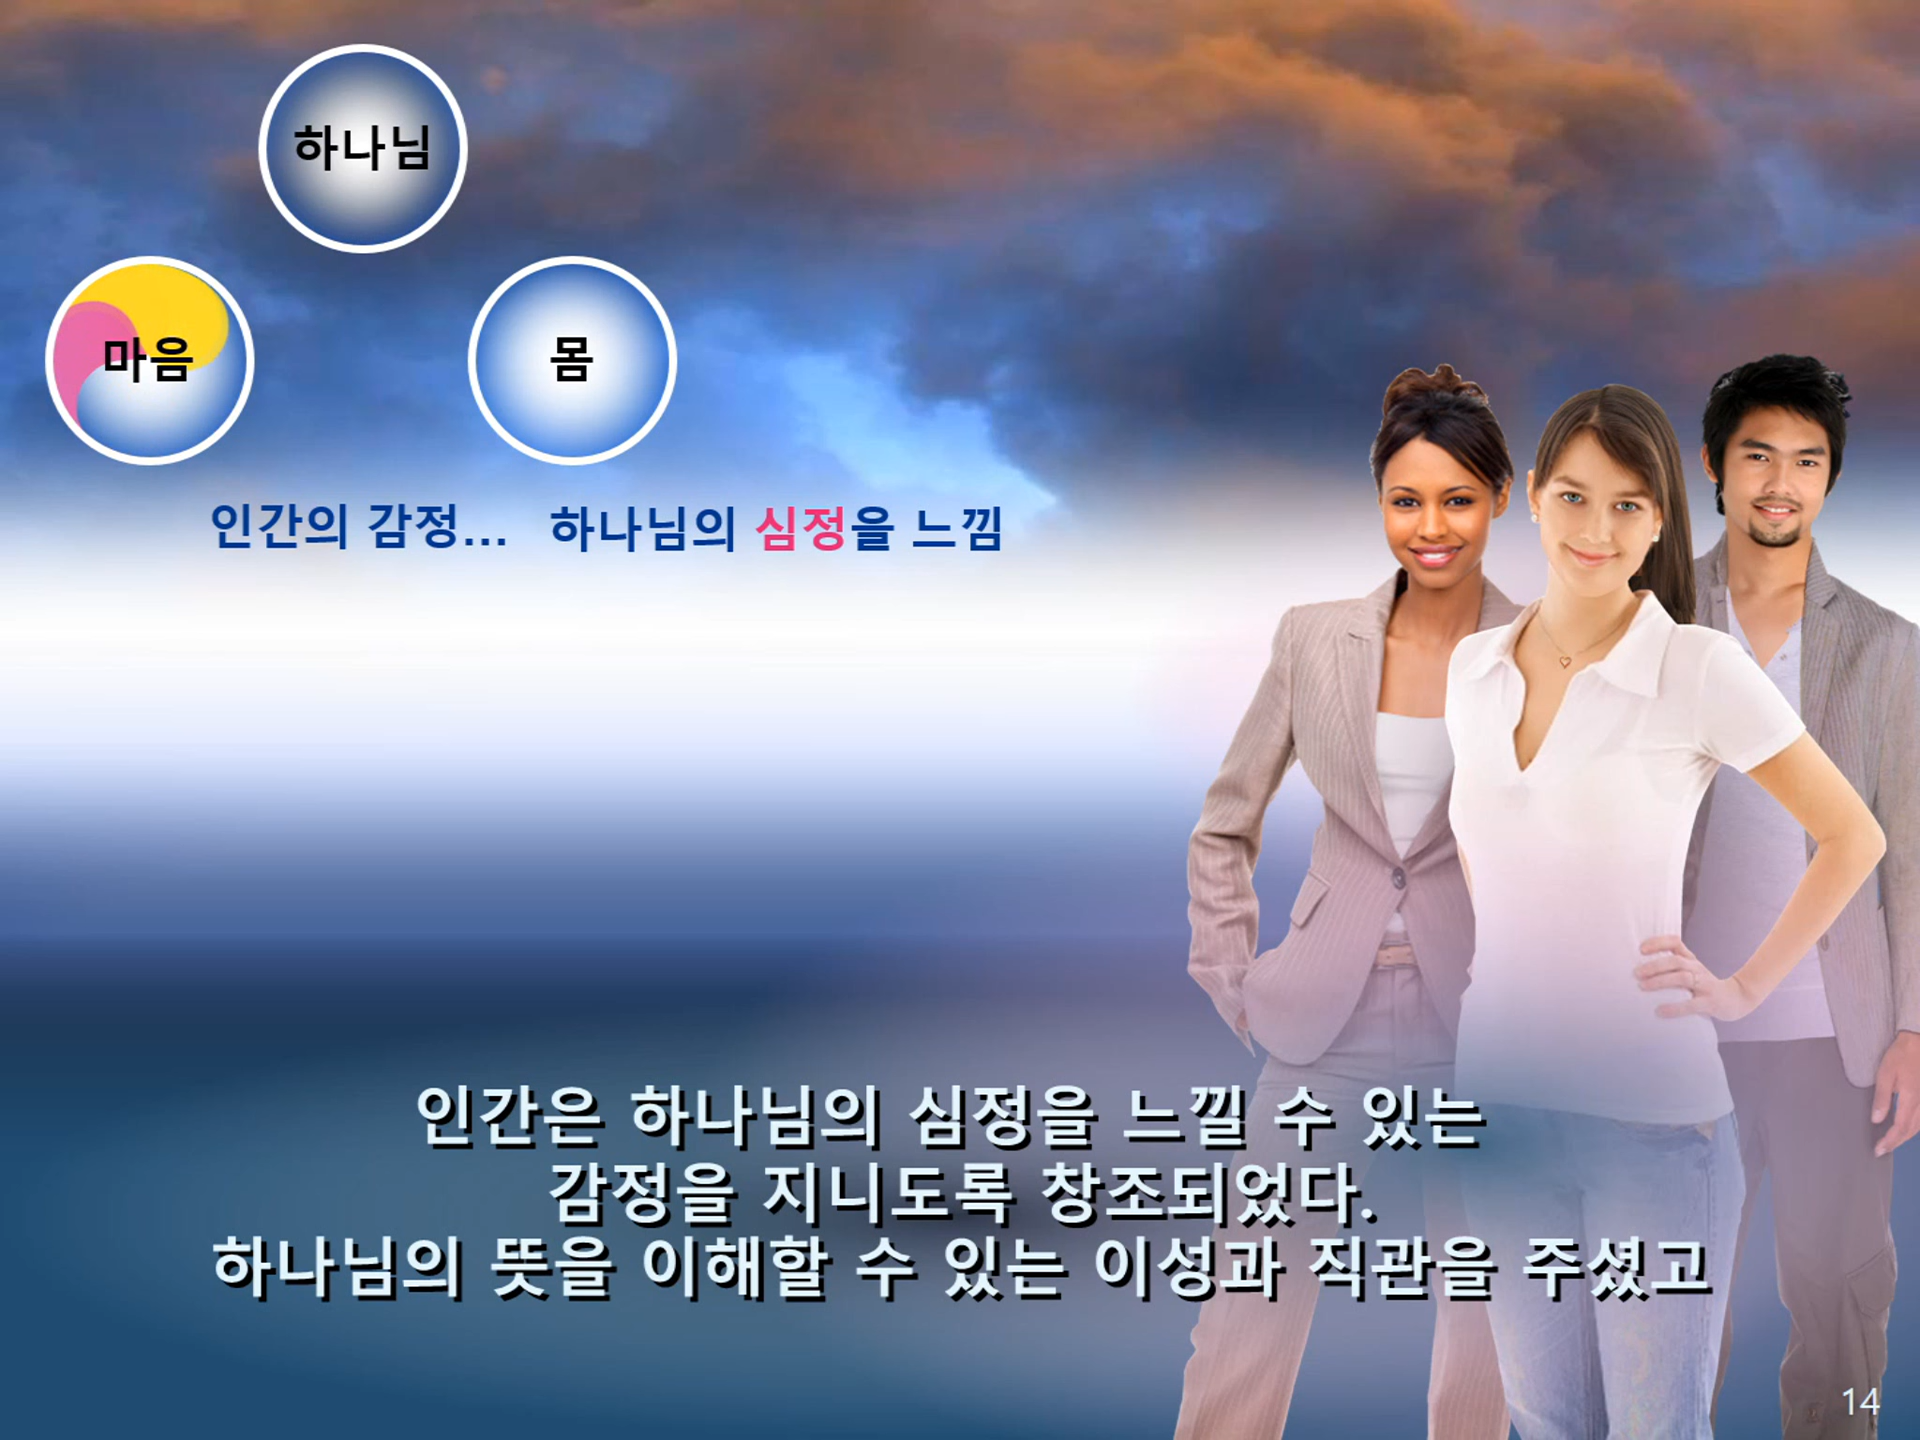 하나님
마음
몸
인간의 감정... 하나님의 심정을 느낌
인간은 하나님의 심정을 느낄 수 있는
감정을 지니도록 창조되었다.
하나님의 뜻을 이해할 수 있는 이성과 직관을 주셨고
14